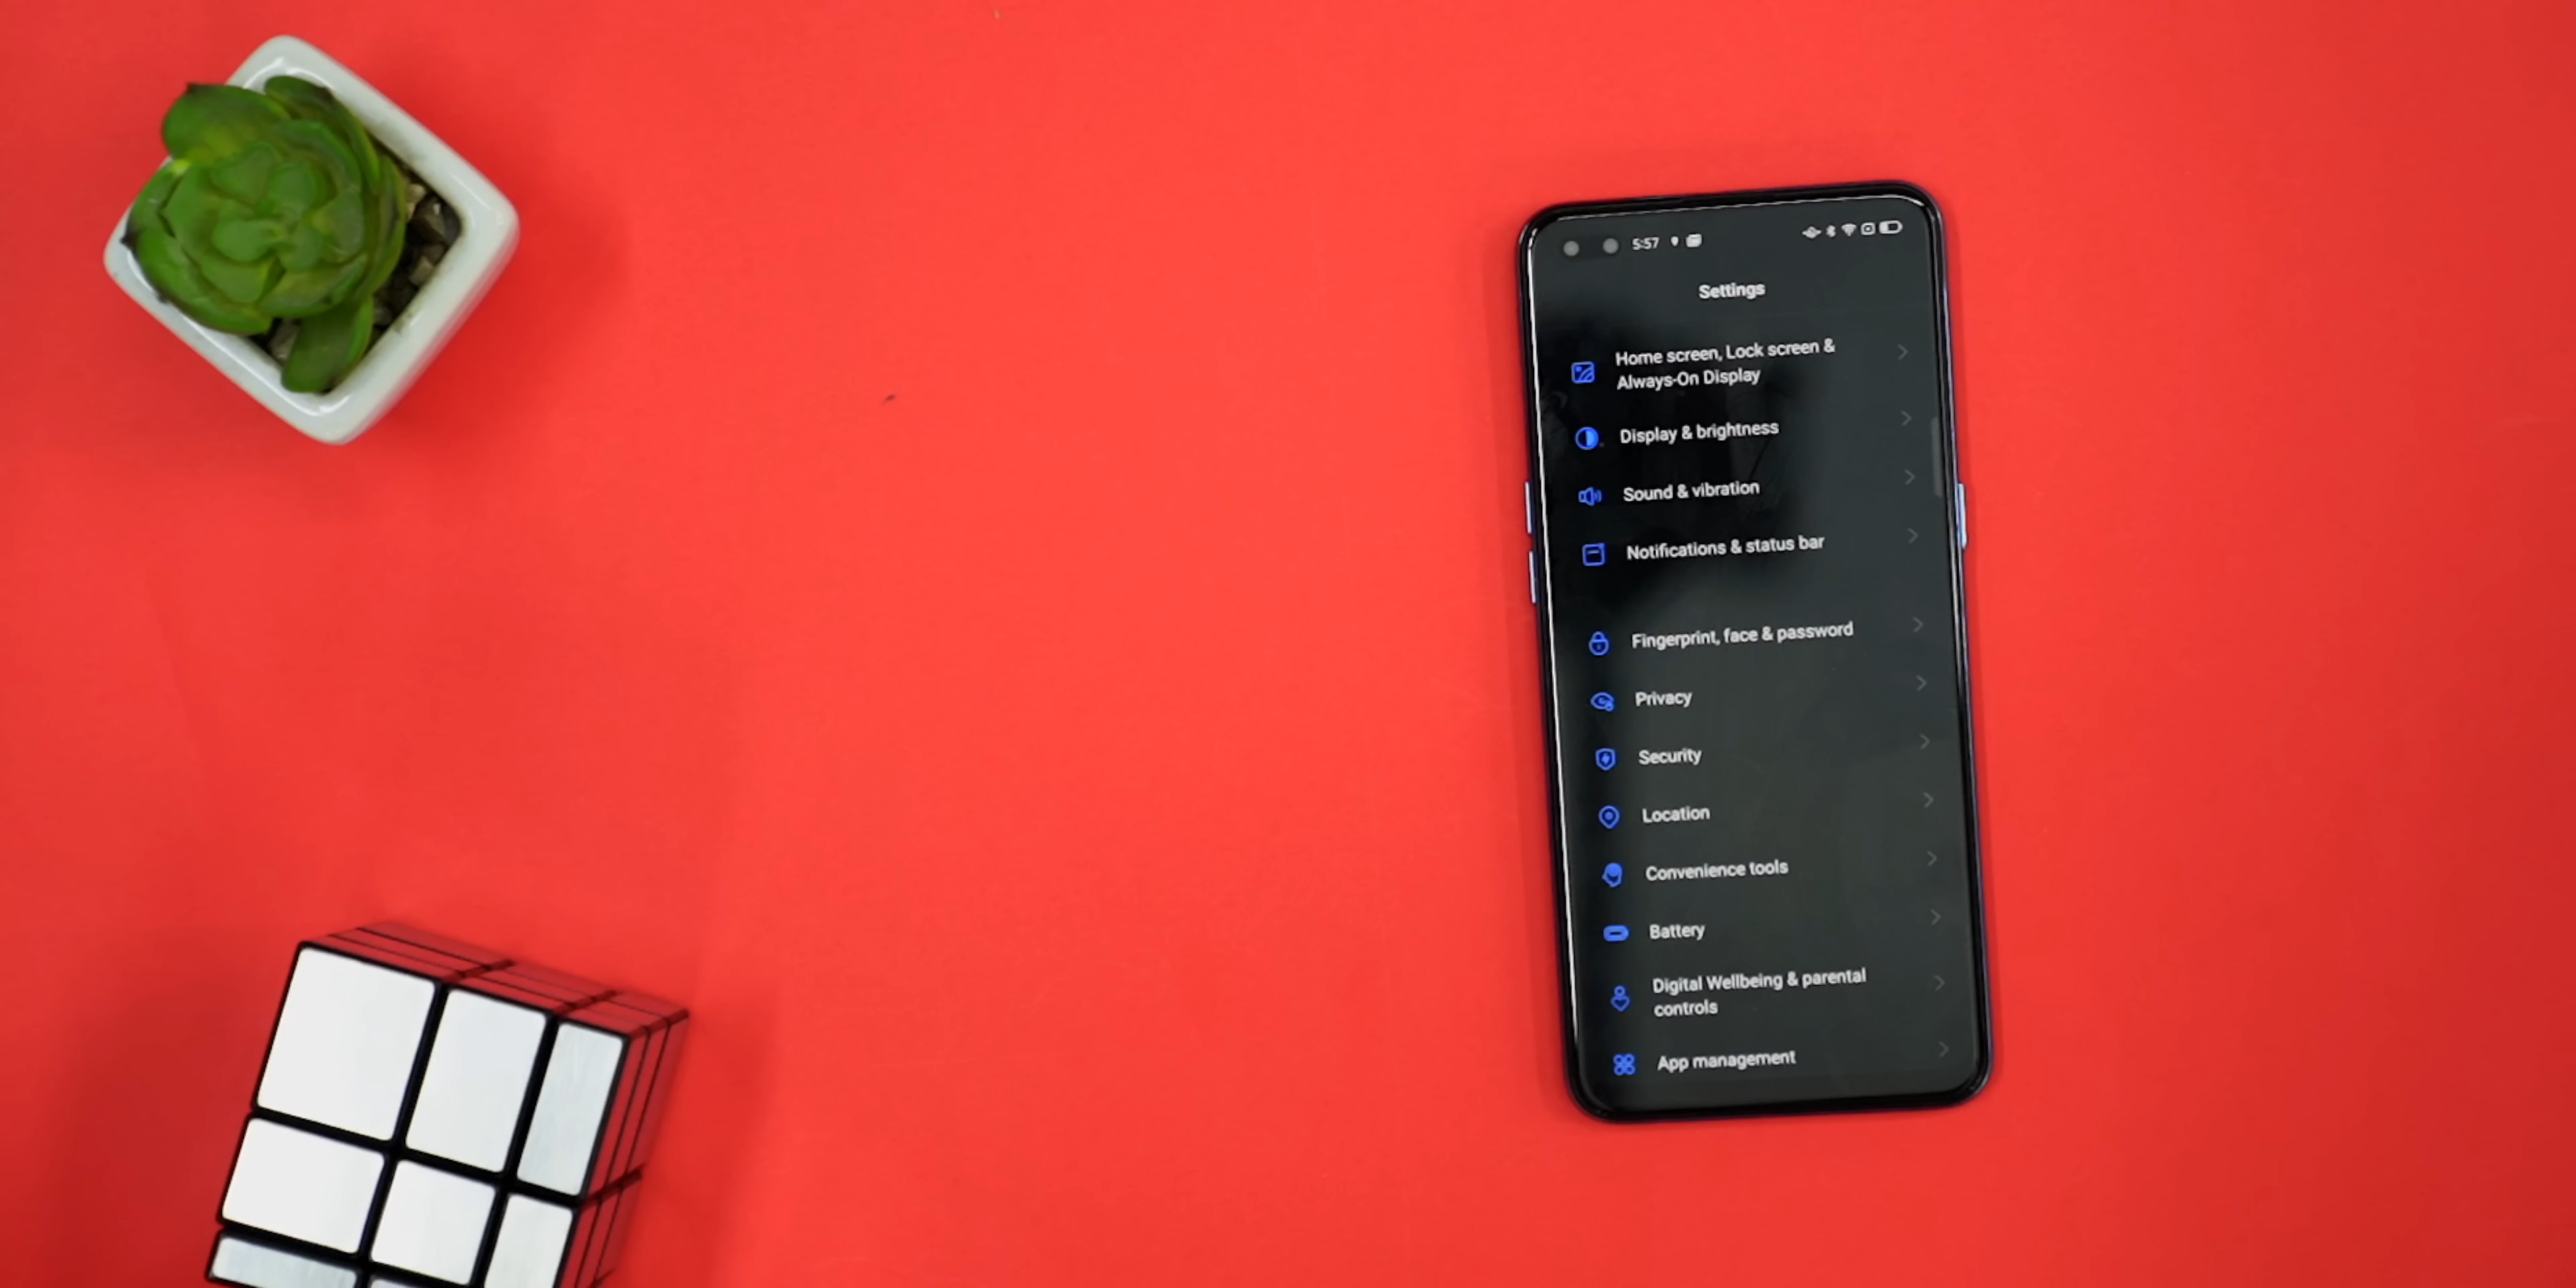 5:57
Settings
Home screen, Lock screen &
Always-On Display
Display & brightness
Sound & vibration
Notifications & status bar
Fingerprint, face & password
Privacy
Security
Location
Convenience tools
Battery
Digital Wellbeing & parental
controls
App management